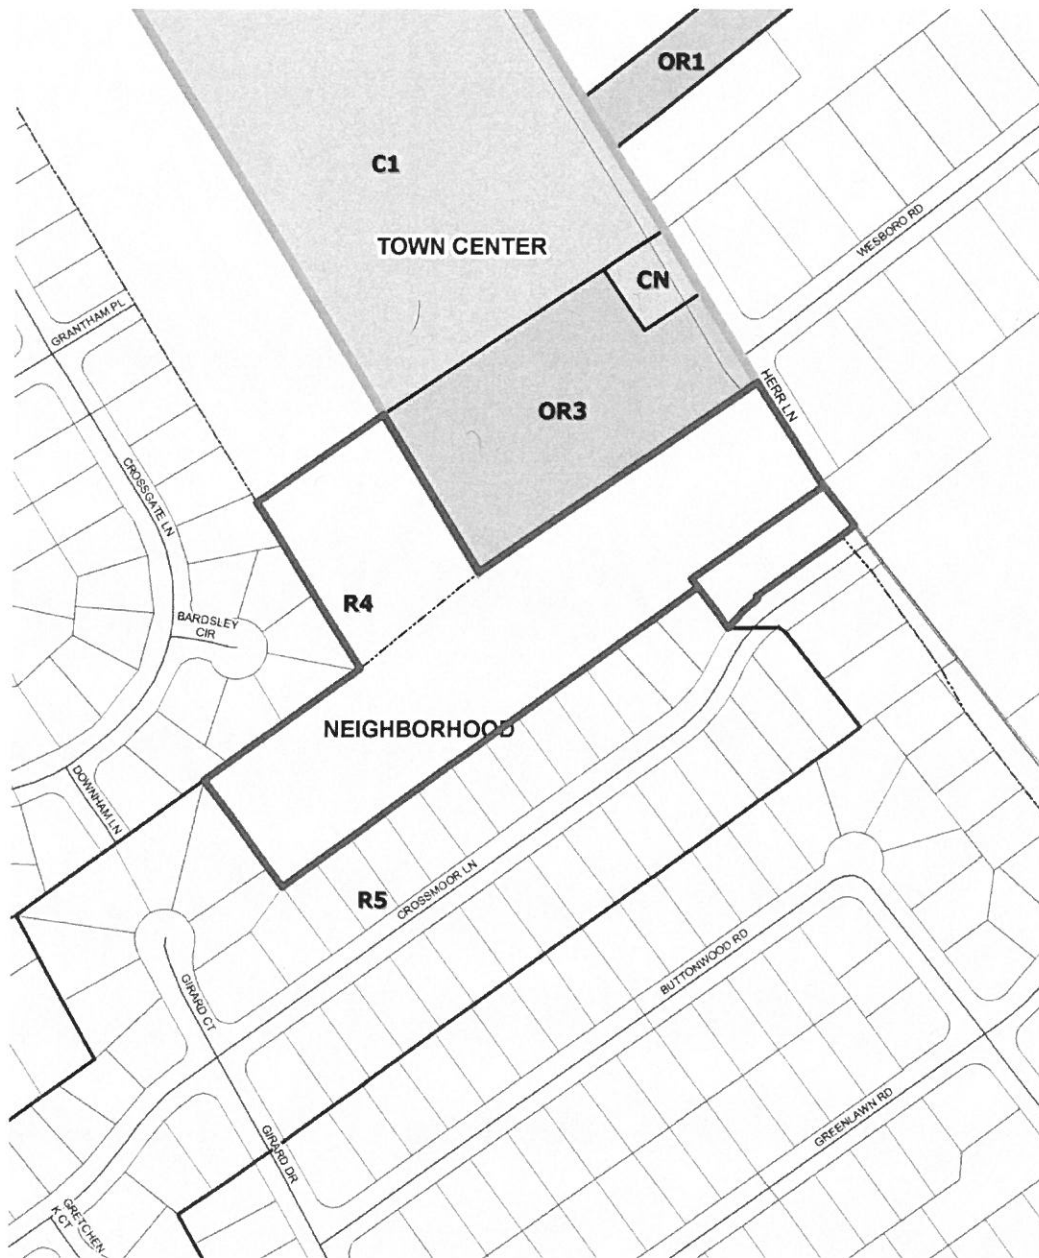 OR1
C1
WESBORO RD
TOWN CENTER
CN
GRANTHAM PL
HERR LN
OR3
CROSSGATE LN
R4
BARDSLEY
CIR
NEIGHBORHOOD
DOWNHAM LN
CROSSMOOR LN
R5
BUTTONWOOD RD
GIRARD CT
GREENLAWN RD
GIRARD DR
GRETCHEN
K CT